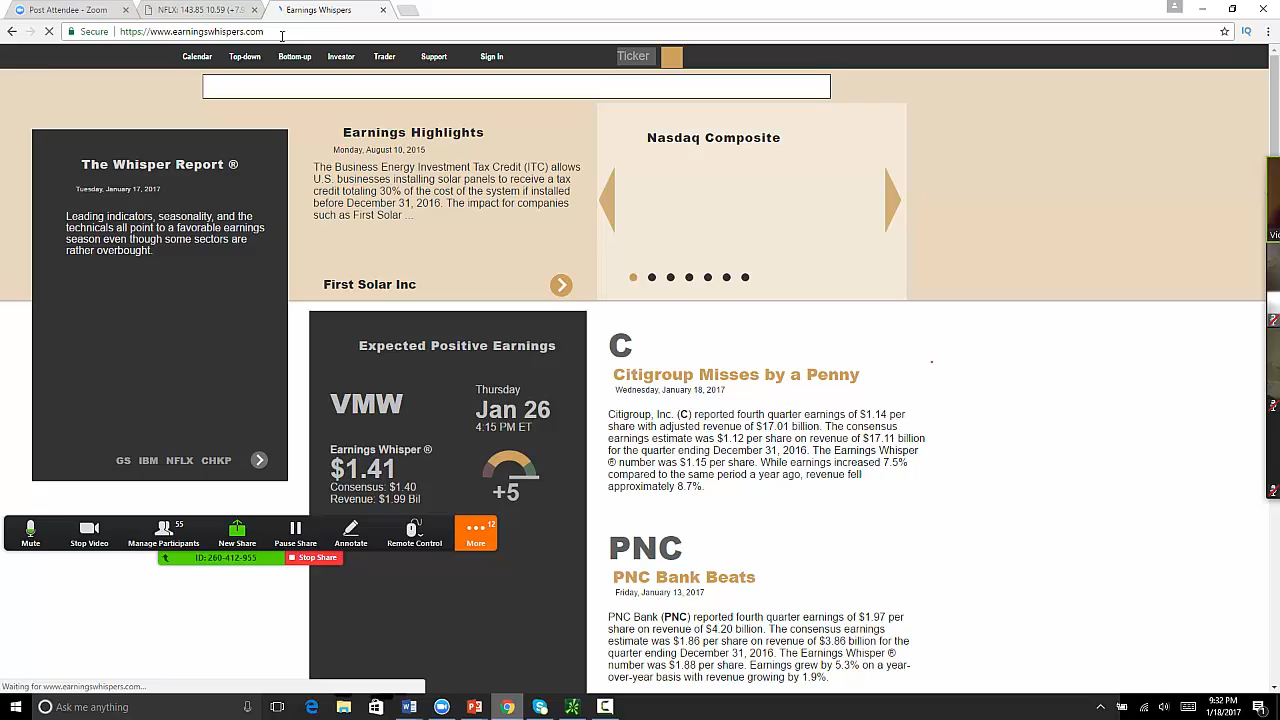 Post Attendee - Zoom
NFLX: 143.85 10.59 (+7.9
Earnings Whispers
Secure
https://www.earningswhispers.com
IQ
Calendar
Top-down
Bottom-up
Investor
Trader
Support
Sign In
Ticker
The Whisper Report ®
Tuesday, January 17, 2017
Leading indicators, seasonality, and the
technicals all point to a favorable earnings
season even though some sectors are
rather overbought.
GS IBM NFLX CHKP
Earnings Highlights
Monday, August 10, 2015
The Business Energy Investment Tax Credit (ITC) allows
U.S. businesses installing solar panels to receive a tax
credit totaling 30% of the cost of the system if installed
before December 31, 2016. The impact for companies
such as First Solar ...
First Solar Inc
Nasdaq Composite
Expected Positive Earnings
VMW
Thursday
Jan 26
4:15 PM ET
Earnings Whisper ®
$1.41
Consensus: $1.40
Revenue: $1.99 Bil
+5
C
Citigroup Misses by a Penny
Wednesday, January 18, 2017
Citigroup, Inc. (C) reported fourth quarter earnings of $1.14 per
share with adjusted revenue of $17.01 billion. The consensus
earnings estimate was $1.12 per share on revenue of $17.11 billion
for the quarter ending December 31, 2016. The Earnings Whisper
® number was $1.15 per share. While earnings increased 7.5%
compared to the same period a year ago, revenue fell
approximately 8.7%.
PNC
PNC Bank Beats
Friday, January 13, 2017
PNC Bank (PNC) reported fourth quarter earnings of $1.97 per
share on revenue of $4.20 billion. The consensus earnings
estimate was $1.86 per share on revenue of $3.86 billion for the
quarter ending December 31, 2016. The Earnings Whisper ®
number was $1.88 per share. Earnings grew by 5.3% on a year-
over-year basis with revenue growing by 1.9%.
Mute
Stop Video
55
Manage Participants
New Share
Pause Share
Annotate
Remote Control
12
More
ID: 260-412-955
Stop Share
Vic
Waiting for www.earningswhispers.com...
Ask me anything
9:32 PM
1/18/2017